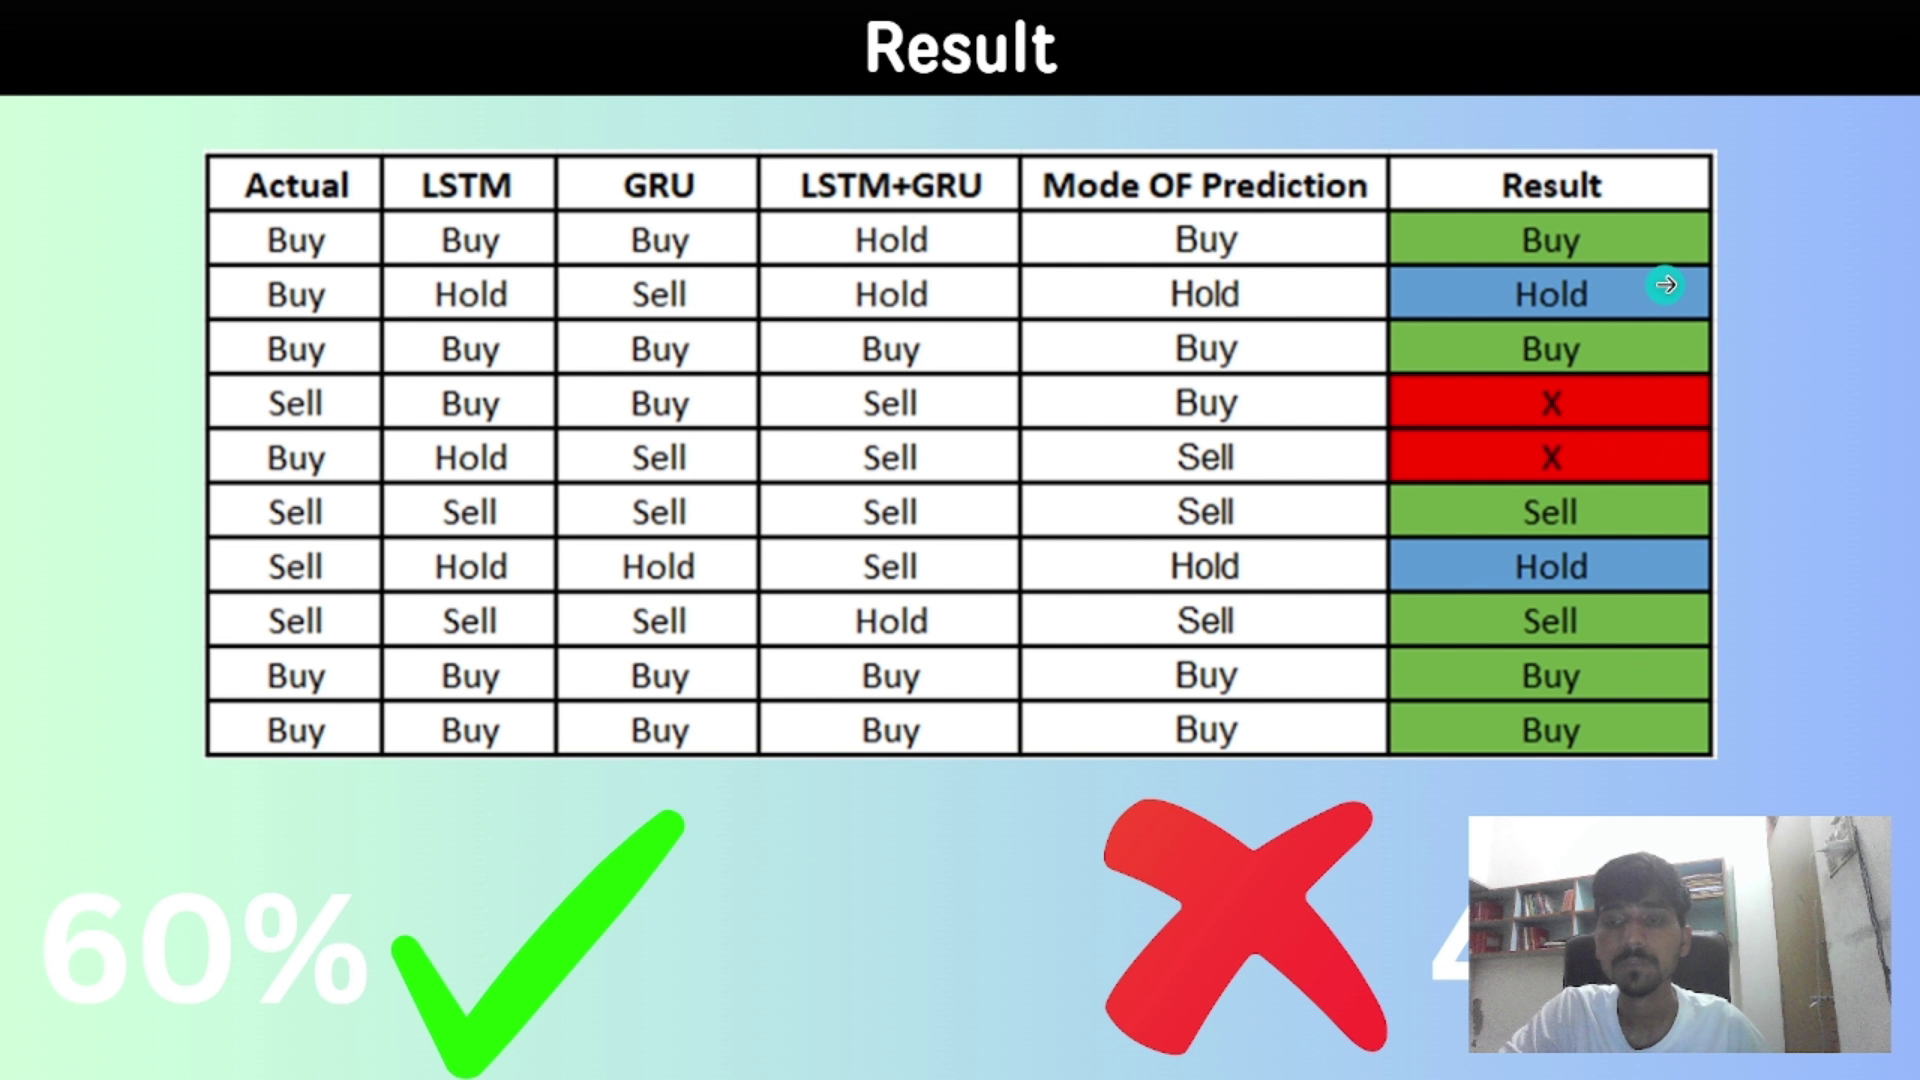 Result
Actual LSTM GRU LSTM+GRU Mode OF Prediction Result
Buy Buy Buy Hold Buy Buy
Buy Hold Sell Hold Hold Hold
Buy Buy Buy Buy Buy Buy
Sell Buy Buy Sell Buy X
Buy Hold Sell Sell Sell X
Sell Sell Sell Sell Sell Sell
Sell Hold Hold Sell Hold Hold
Sell Sell Sell Hold Sell Sell
Buy Buy Buy Buy Buy Buy
Buy Buy Buy Buy Buy Buy
60%